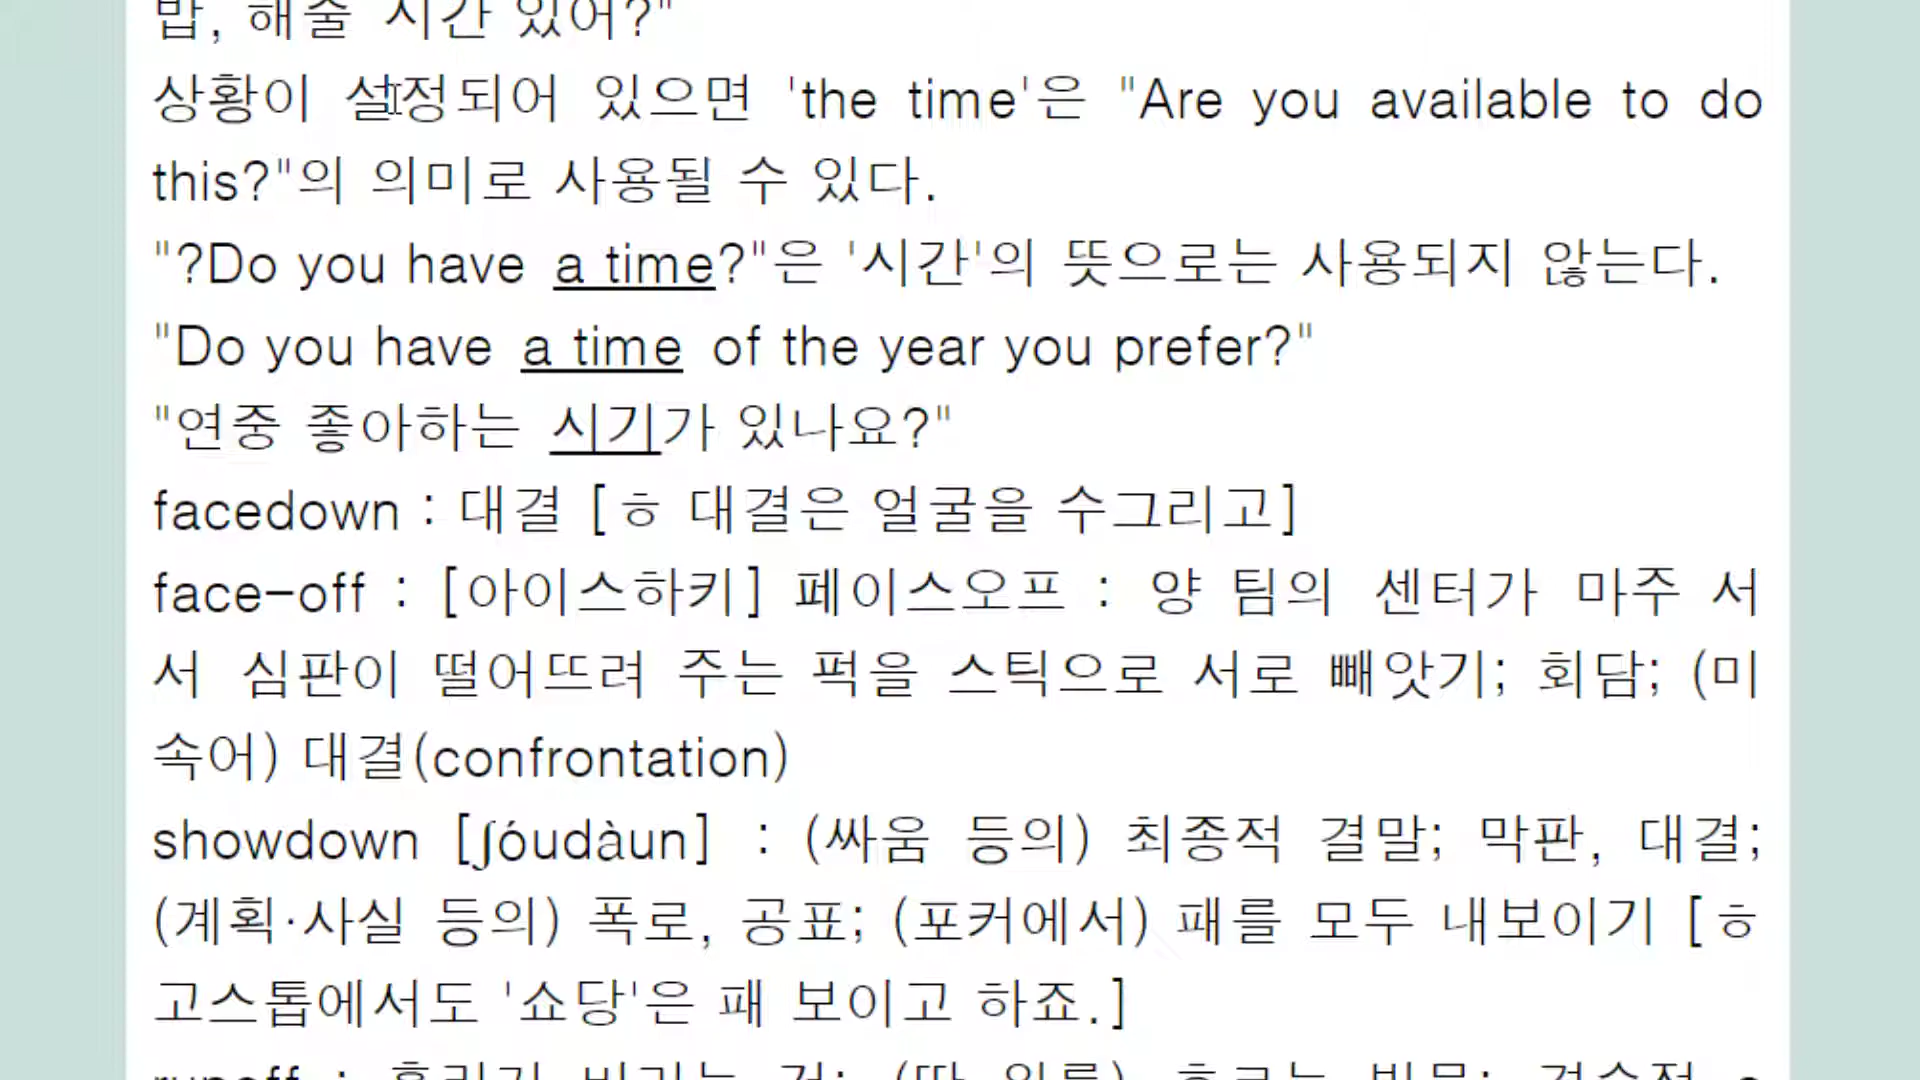 밥, 해줄 시간 있어?"
상황이 설정되어 있으면 'the time'은 "Are you available to do
this?"의 의미로 사용될 수 있다.
"?Do you have a time?"은 '시간'의 뜻으로는 사용되지 않는다.
"Do you have a time of the year you prefer?"
"연중 좋아하는 시기가 있나요?"
facedown : 대결 [ㅎ 대결은 얼굴을 수그리고]
face-off : [아이스하키] 페이스오프 : 양 팀의 센터가 마주 서
서 심판이 떨어뜨려 주는 퍽을 스틱으로 서로 빼앗기; 회담; (미
속어) 대결(confrontation)
showdown [ʃóudàun] : (싸움 등의) 최종적 결말; 막판, 대결;
(계획·사실 등의) 폭로, 공표; (포커에서) 패를 모두 내보이기 [ㅎ
고스톱에서도 '쇼당'은 패 보이고 하죠.]
runoff :